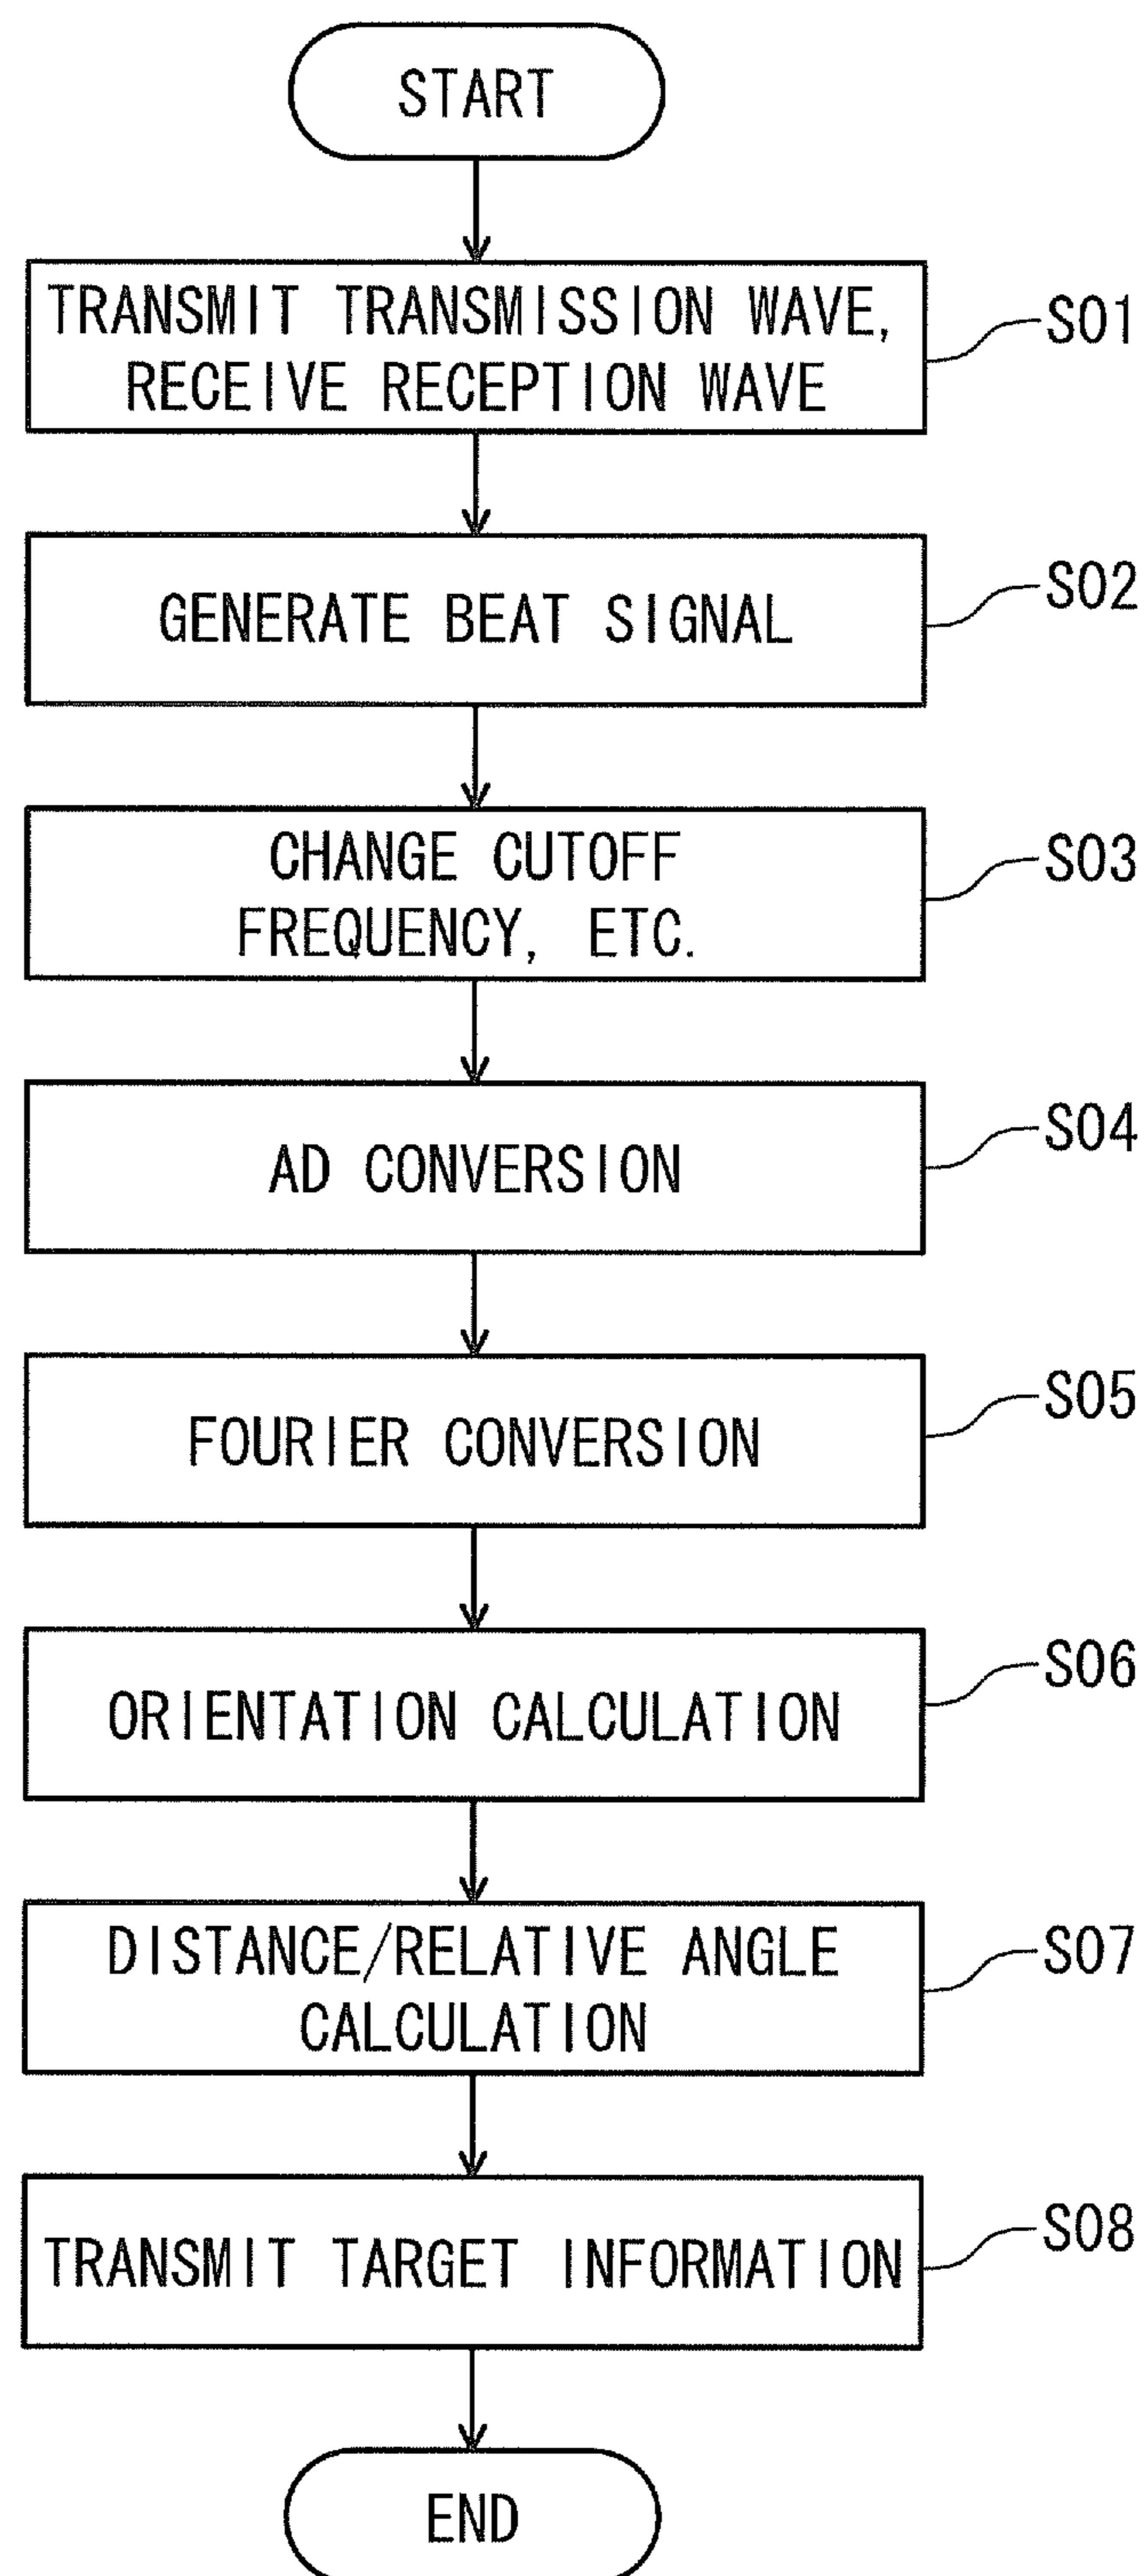 START
TRANSMIT TRANSMISSION WAVE,
RECEIVE RECEPTION WAVE
S01
GENERATE BEAT SIGNAL
S02
CHANGE CUTOFF
FREQUENCY, ETC.
S03
AD CONVERSION
S04
FOURIER CONVERSION
S05
ORIENTATION CALCULATION
S06
DISTANCE/RELATIVE ANGLE
CALCULATION
S07
TRANSMIT TARGET INFORMATION
S08
END